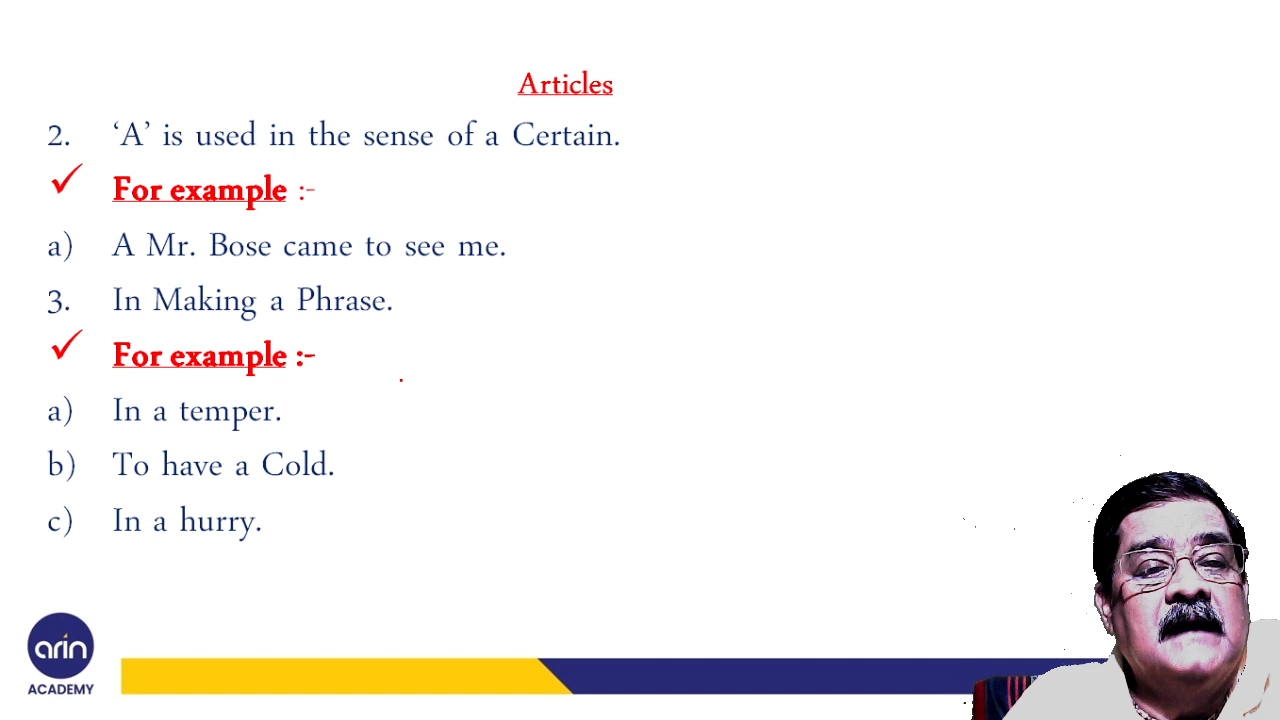 Articles
2. ‘A’ is used in the sense of a Certain.
For example :-
a) A Mr. Bose came to see me.
3. In Making a Phrase.
For example :-
a) In a temper.
b) To have a Cold.
c) In a hurry.
arin
ACADEMY